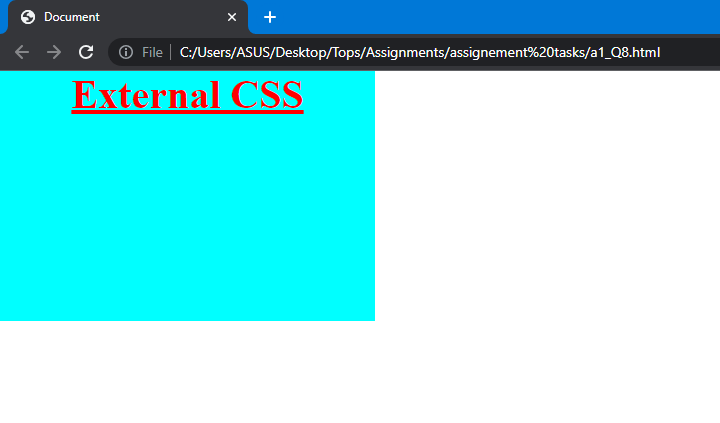 Document
File C:/Users/ASUS/Desktop/Tops/Assignments/assignement%20tasks/a1_Q8.html
External CSS